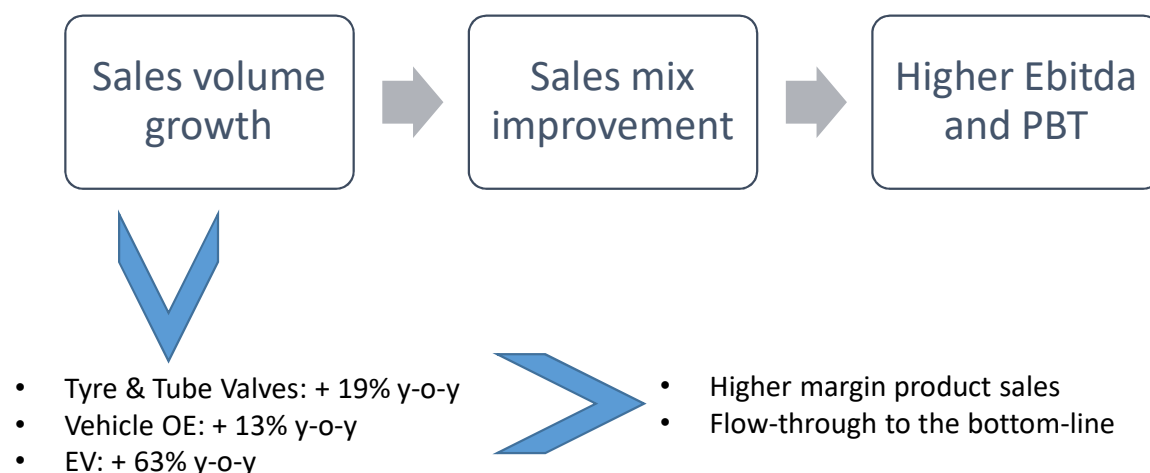 Sales volume
growth
Sales mix
improvement
Higher Ebitda
and PBT
• Tyre & Tube Valves: + 19% y-o-y
• Vehicle OE: + 13% y-o-y
• EV: + 63% y-o-y
• Higher margin product sales
• Flow-through to the bottom-line